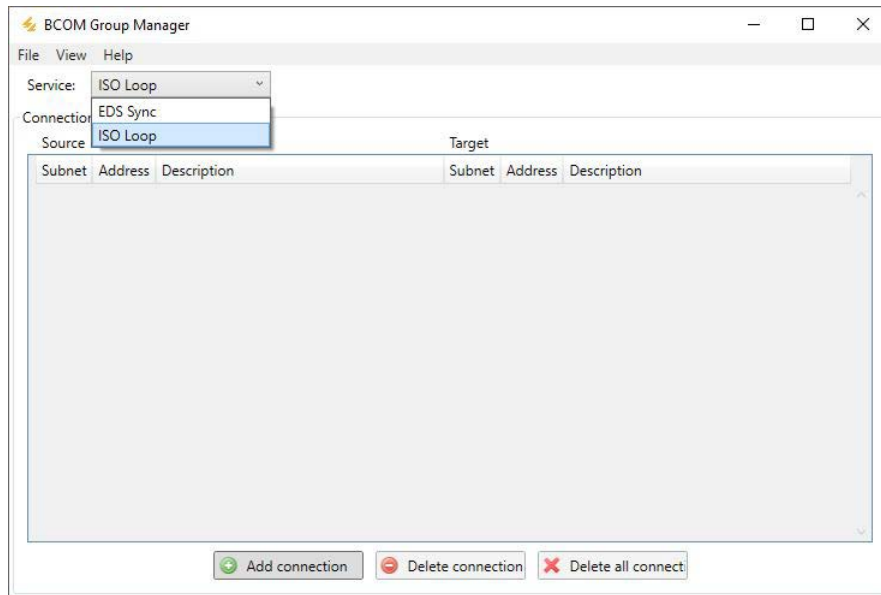 BCOM Group Manager
File View Help
Service: ISO Loop
EDS Sync
Connection
ISO Loop
Source Target
Subnet Address Description Subnet Address Description
Add connection Delete connection Delete all connect